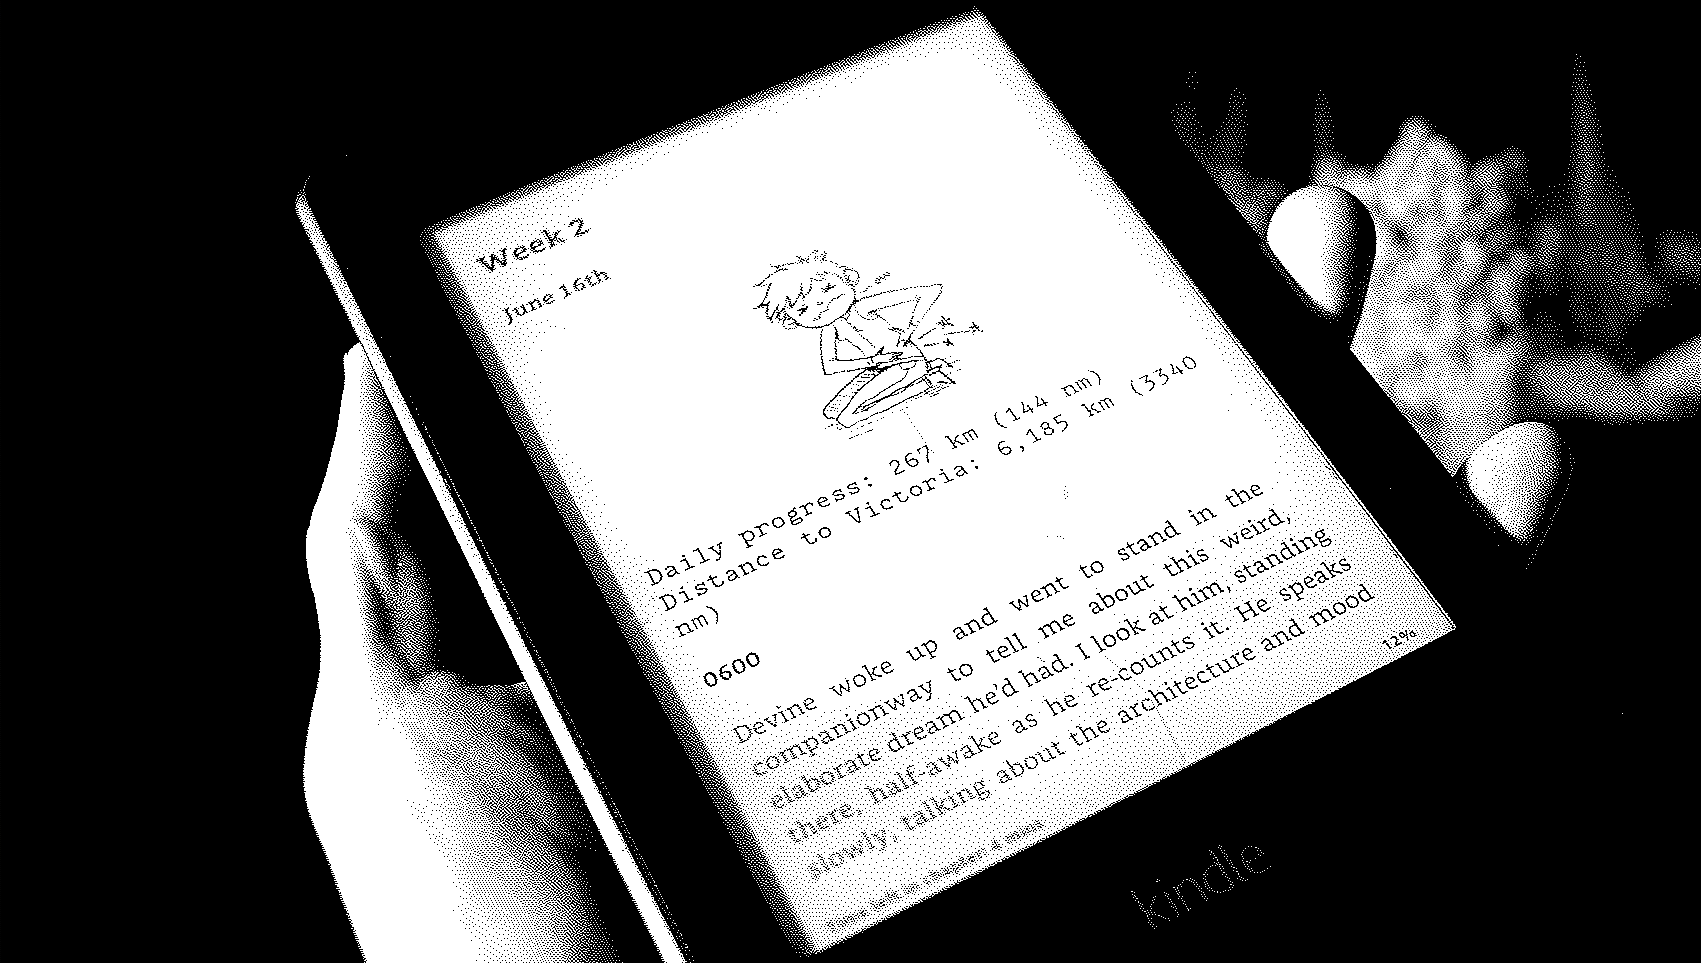 Week 2
June 16th
Daily progress: 267 km (144 nm)
Distance to Victoria: 6,185 km (3340
nm)
0600
Devine woke up and went to stand in the
companionway to tell me about this weird,
elaborate dream he'd had. I look at him, standing
there, half-awake as he re-counts it. He speaks
slowly, talking about the architecture and mood
12%
kindle